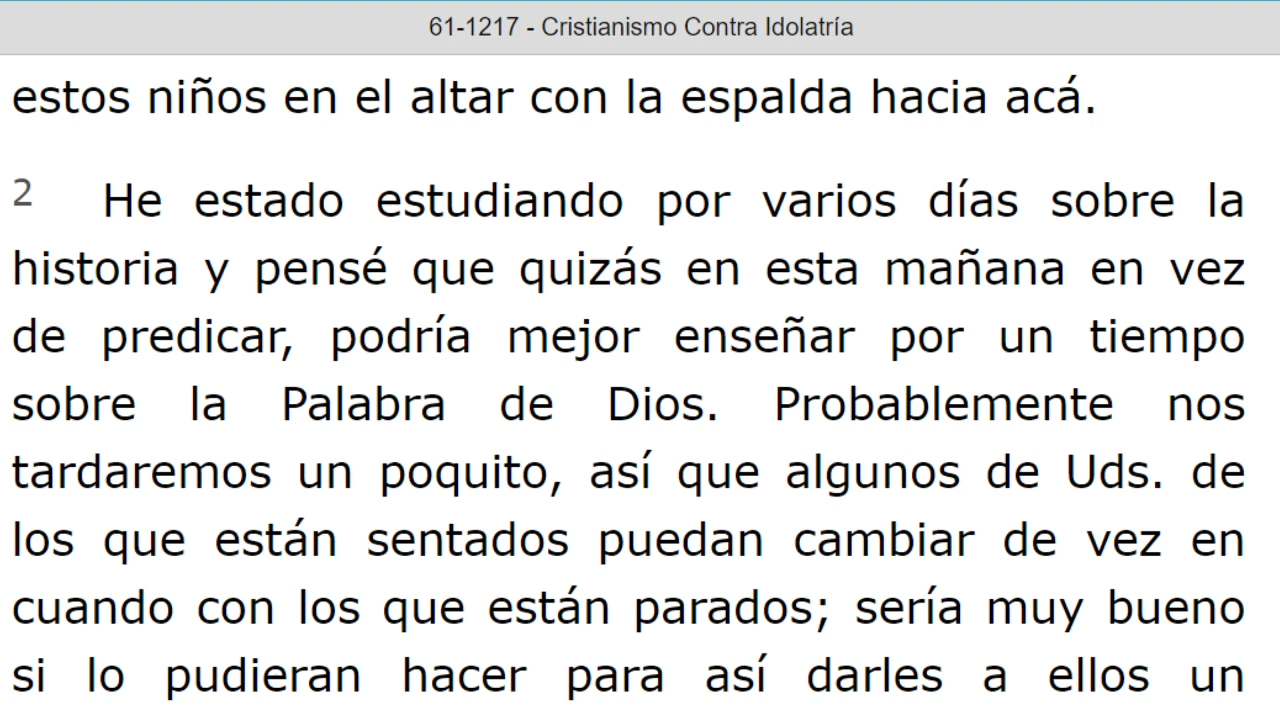 61-1217 - Cristianismo Contra Idolatría
estos niños en el altar con la espalda hacia acá.
2 He estado estudiando por varios días sobre la
historia y pensé que quizás en esta mañana en vez
de predicar, podría mejor enseñar por un tiempo
sobre la Palabra de Dios. Probablemente nos
tardaremos un poquito, así que algunos de Uds. de
los que están sentados puedan cambiar de vez en
cuando con los que están parados; sería muy bueno
si lo pudieran hacer para así darles a ellos un